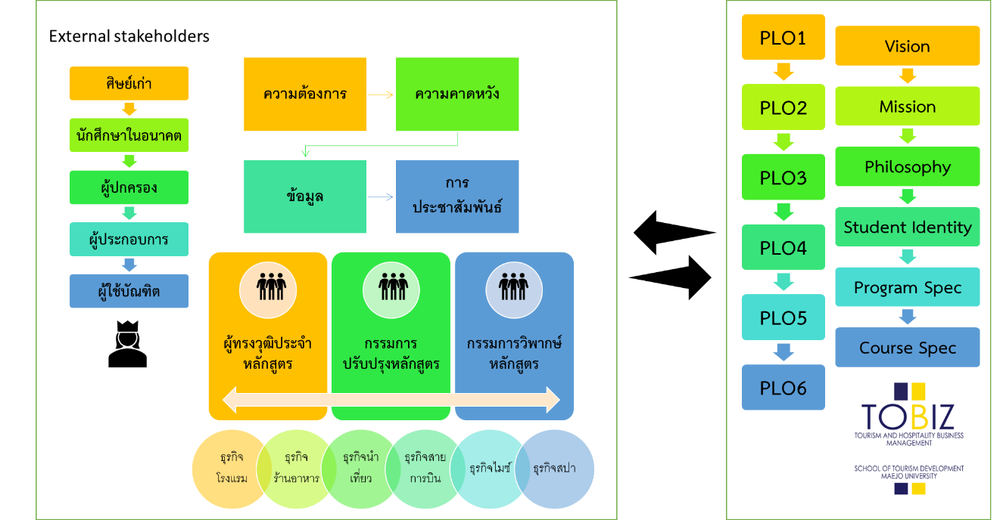 External stakeholders
ศิษย์เก่า
นักศึกษาในอนาคต
ผู้ปกครอง
ผู้ประกอบการ
ผู้ใช้บัณฑิต
ความต้องการ
ความคาดหวัง
ข้อมูล
การ
ประชาสัมพันธ์
ผู้ทรงวุฒิประจำ
หลักสูตร
กรรมการ
ปรับปรุงหลักสูตร
กรรมการวิพากษ์
หลักสูตร
ธุรกิจ
โรงแรม
ธุรกิจ
ร้านอาหาร
ธุรกิจนำ
เที่ยว
ธุรกิจสาย
การบิน
ธุรกิจไมซ์
ธุรกิจสปา
PLO1
PLO2
PLO3
PLO4
PLO5
PLO6
Vision
Mission
Philosophy
Student Identity
Program Spec
Course Spec
TOBIZ
TOURISM AND HOSPITALITY BUSINESS
MANAGEMENT
SCHOOL OF TOURISM DEVELOPMENT
MAEJO UNIVERSITY